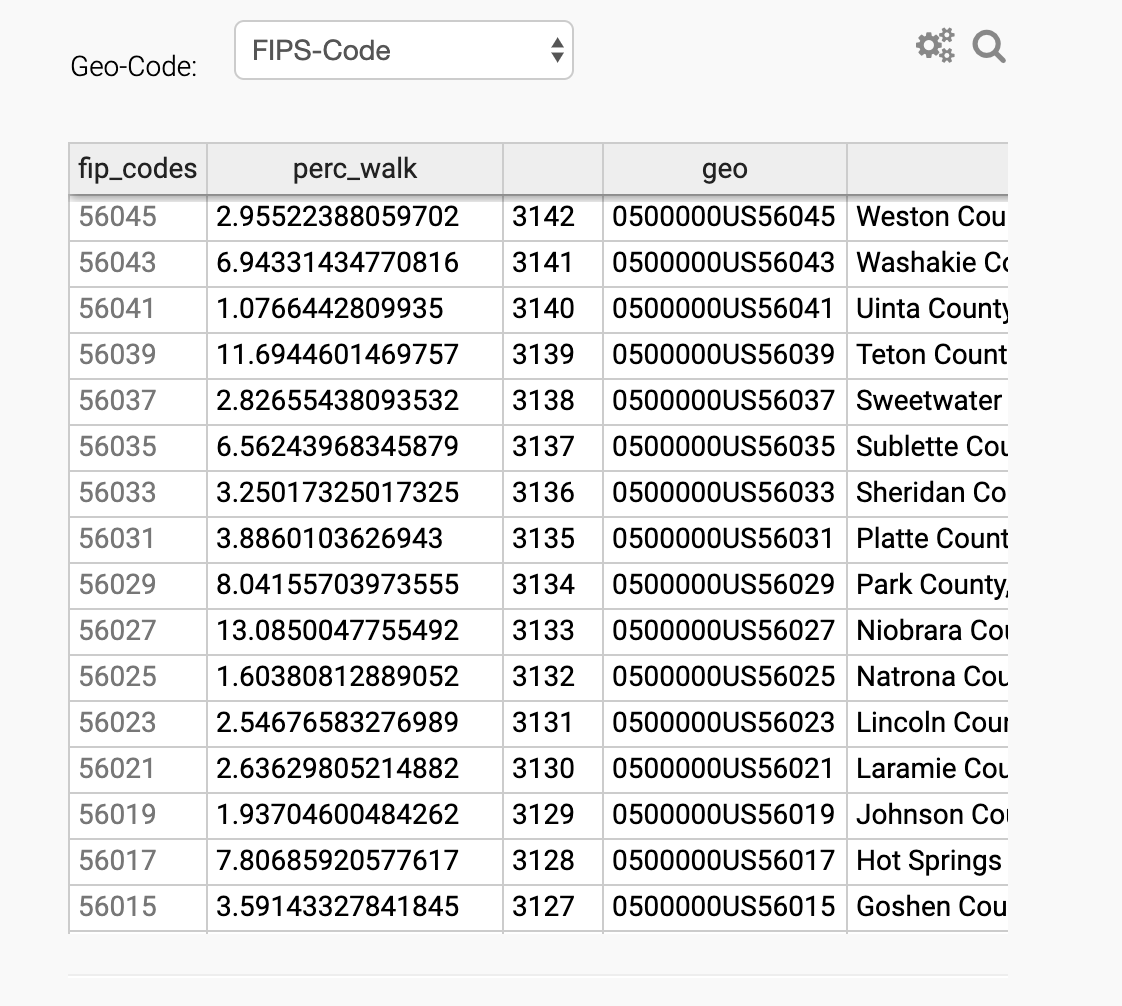 Geo-Code: FIPS-Code
fip_codes perc_walk geo
56045 2.95522388059702 3142 0500000US56045 Weston Cou
56043 6.94331434770816 3141 0500000US56043 Washakie Co
56041 1.0766442809935 3140 0500000US56041 Uinta County
56039 11.6944601469757 3139 0500000US56039 Teton Count
56037 2.82655438093532 3138 0500000US56037 Sweetwater
56035 6.56243968345879 3137 0500000US56035 Sublette Cou
56033 3.25017325017325 3136 0500000US56033 Sheridan Co
56031 3.8860103626943 3135 0500000US56031 Platte Count
56029 8.04155703973555 3134 0500000US56029 Park County,
56027 13.0850047755492 3133 0500000US56027 Niobrara Cou
56025 1.60380812889052 3132 0500000US56025 Natrona Cou
56023 2.54676583276989 3131 0500000US56023 Lincoln Coun
56021 2.63629805214882 3130 0500000US56021 Laramie Cou
56019 1.93704600484262 3129 0500000US56019 Johnson Cou
56017 7.80685920577617 3128 0500000US56017 Hot Springs
56015 3.59143327841845 3127 0500000US56015 Goshen Cou